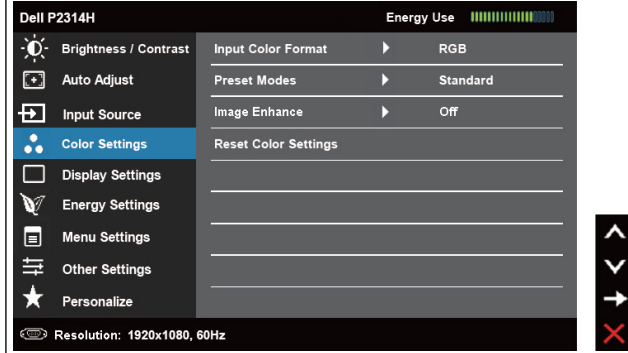 Dell P2314H Energy Use
Brightness / Contrast Input Color Format RGB
Auto Adjust Preset Modes Standard
Input Source Image Enhance Off
Color Settings Reset Color Settings
Display Settings
Energy Settings
Menu Settings
Other Settings
Personalize
Resolution: 1920x1080, 60Hz